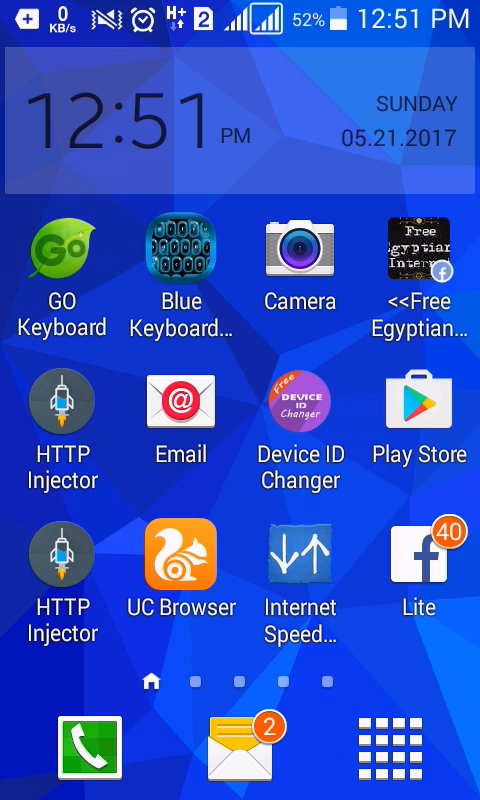 0
KB/s
H+
2
52%
12:51 PM
12:51 PM
SUNDAY
05.21.2017
Go
Free
Egyptian
Intern
GO
Keyboard
Blue
Keyboard...
Camera
<<Free
Egyptian...
Free
DEVICE
ID
Changer
HTTP
Injector
Email
Device ID
Changer
Play Store
40
HTTP
Injector
UC Browser
Internet
Speed...
Lite
2